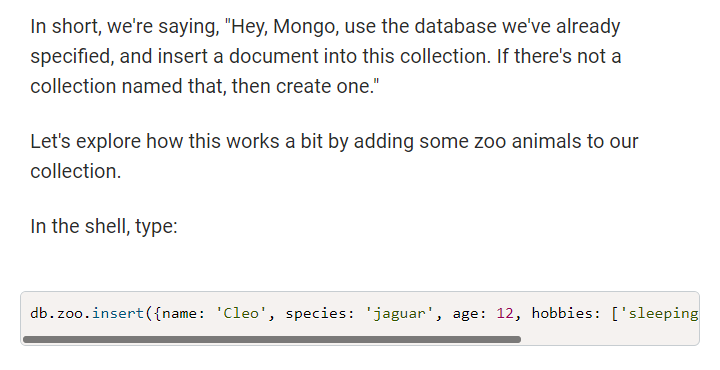 In short, we're saying, "Hey, Mongo, use the database we've already
specified, and insert a document into this collection. If there's not a
collection named that, then create one."
Let's explore how this works a bit by adding some zoo animals to our
collection.
In the shell, type:
db.zoo.insert({name: 'Cleo', species: 'jaguar', age: 12, hobbies: ['sleeping